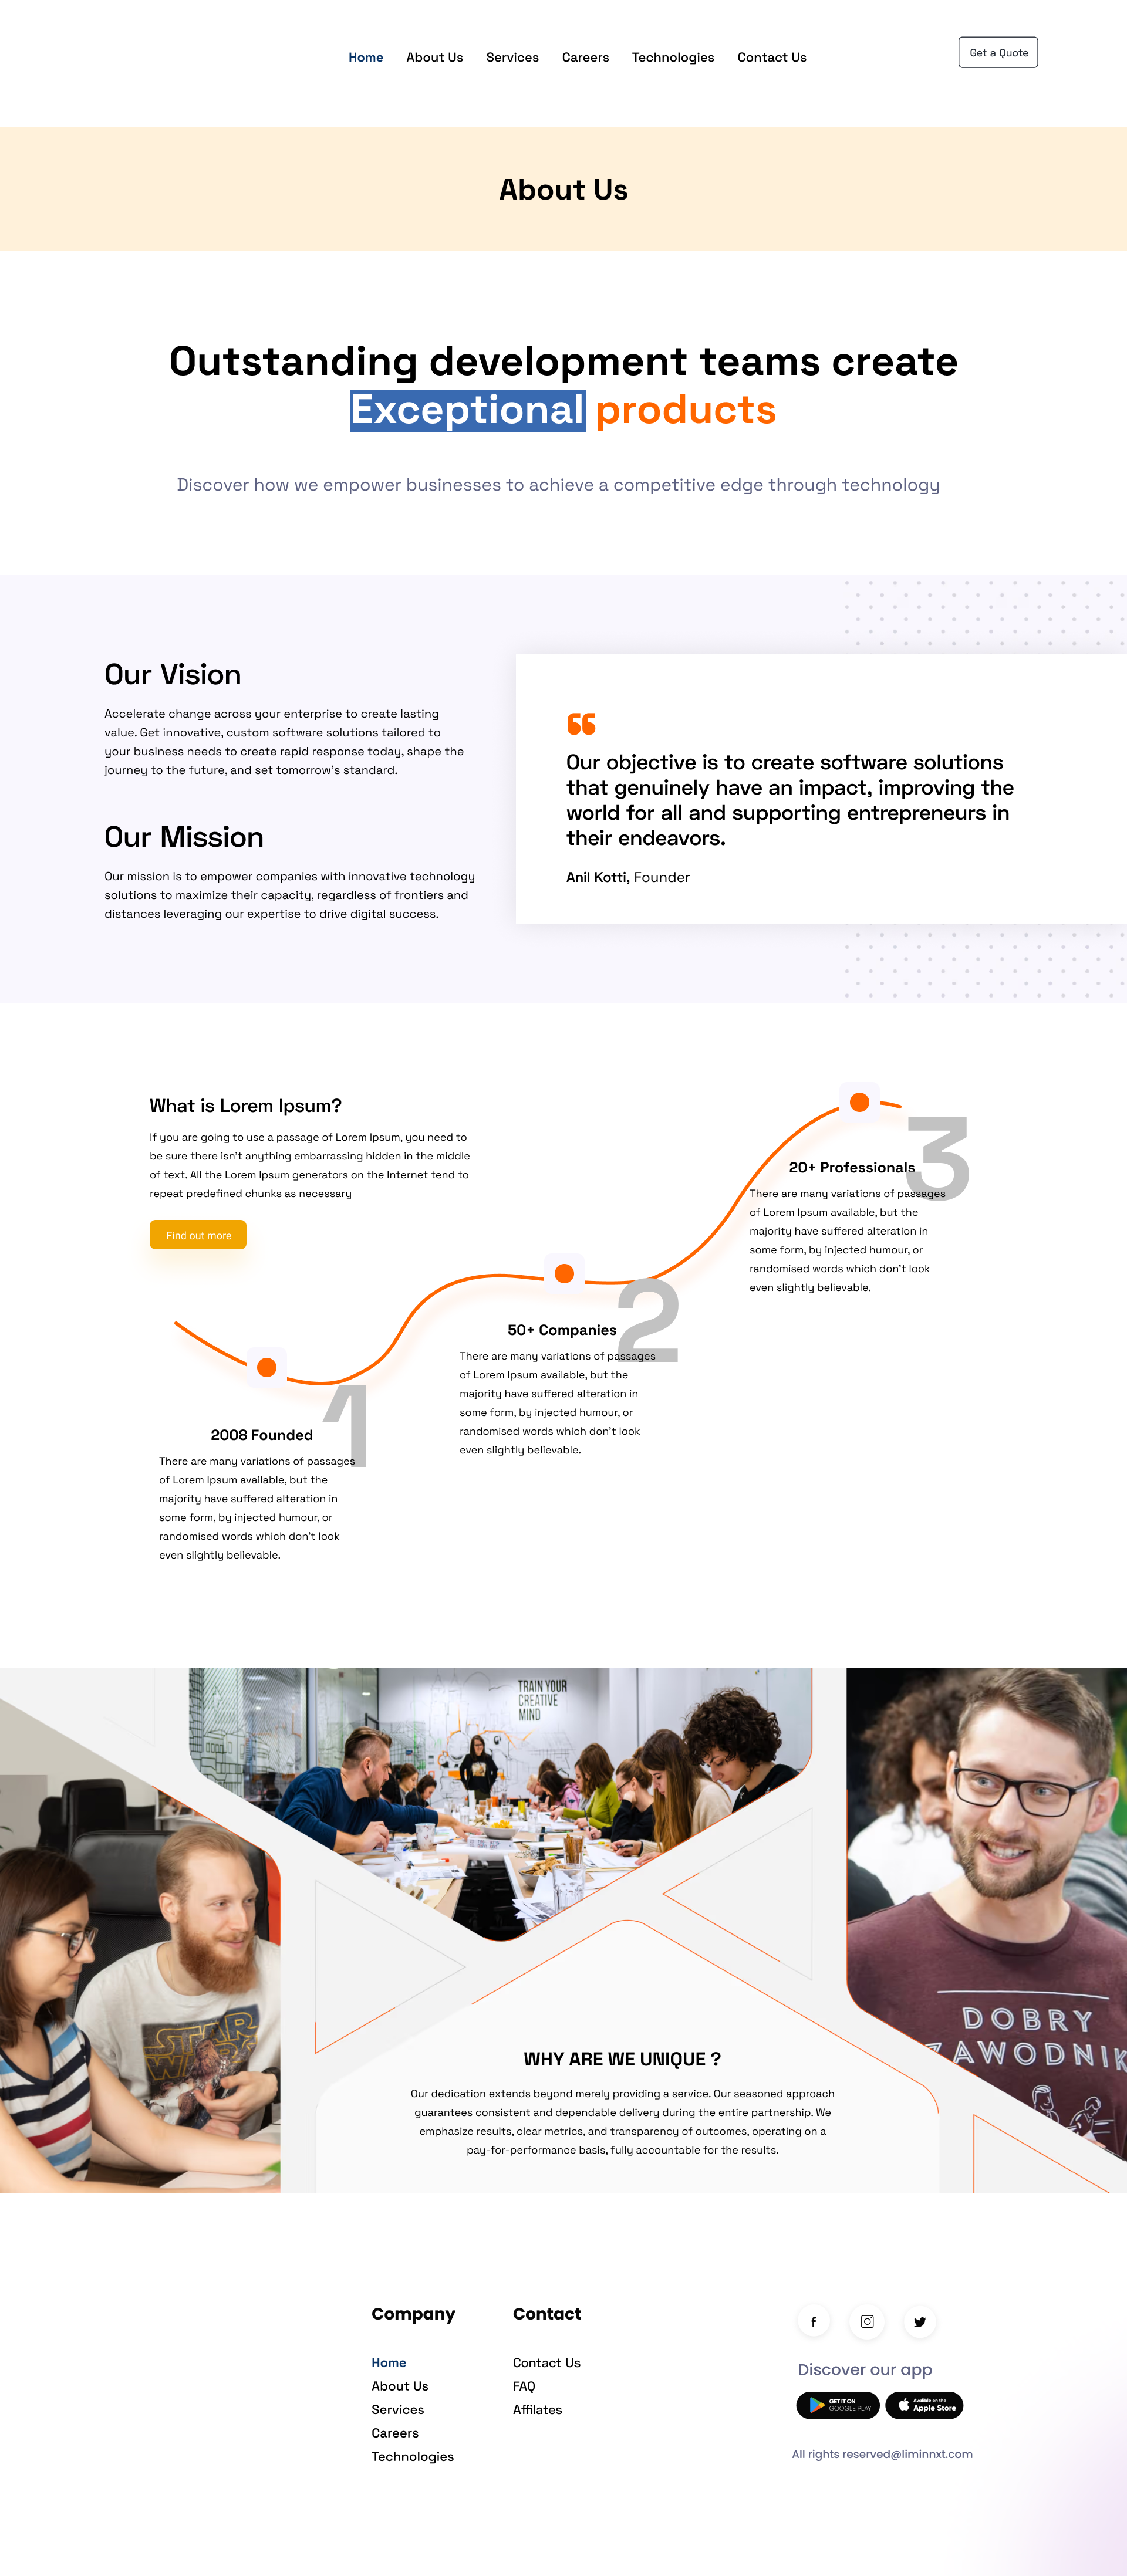 Home About Us Services Careers Technologies Contact Us
Get a Quote
About Us
Outstanding development teams create
Exceptional products
Discover how we empower businesses to achieve a competitive edge through technology
Our Vision
Accelerate change across your enterprise to create lasting
value. Get innovative, custom software solutions tailored to
your business needs to create rapid response today, shape the
journey to the future, and set tomorrow's standard.
Our Mission
Our mission is to empower companies with innovative technology
solutions to maximize their capacity, regardless of frontiers and
distances leveraging our expertise to drive digital success.
Our objective is to create software solutions
that genuinely have an impact, improving the
world for all and supporting entrepreneurs in
their endeavors.
Anil Kotti, Founder
What is Lorem Ipsum?
If you are going to use a passage of Lorem Ipsum, you need to
be sure there isn't anything embarrassing hidden in the middle
of text. All the Lorem Ipsum generators on the Internet tend to
repeat predefined chunks as necessary
Find out more
1
2008 Founded
There are many variations of passages
of Lorem Ipsum available, but the
majority have suffered alteration in
some form, by injected humour, or
randomised words which don't look
even slightly believable.
2
50+ Companies
There are many variations of passages
of Lorem Ipsum available, but the
majority have suffered alteration in
some form, by injected humour, or
randomised words which don't look
even slightly believable.
3
20+ Professionals
There are many variations of passages
of Lorem Ipsum available, but the
majority have suffered alteration in
some form, by injected humour, or
randomised words which don't look
even slightly believable.
TRAIN YOUR
CREATIVE
MIND
STAR
DOBRY
ZAWODNIK
WHY ARE WE UNIQUE ?
Our dedication extends beyond merely providing a service. Our seasoned approach
guarantees consistent and dependable delivery during the entire partnership. We
emphasize results, clear metrics, and transparency of outcomes, operating on a
pay-for-performance basis, fully accountable for the results.
Company
Home
About Us
Services
Careers
Technologies
Contact
Contact Us
FAQ
Affilates
Discover our app
GET IT ON
GOOGLE PLAY
Availible on the
Apple Store
All rights reserved@liminnxt.com